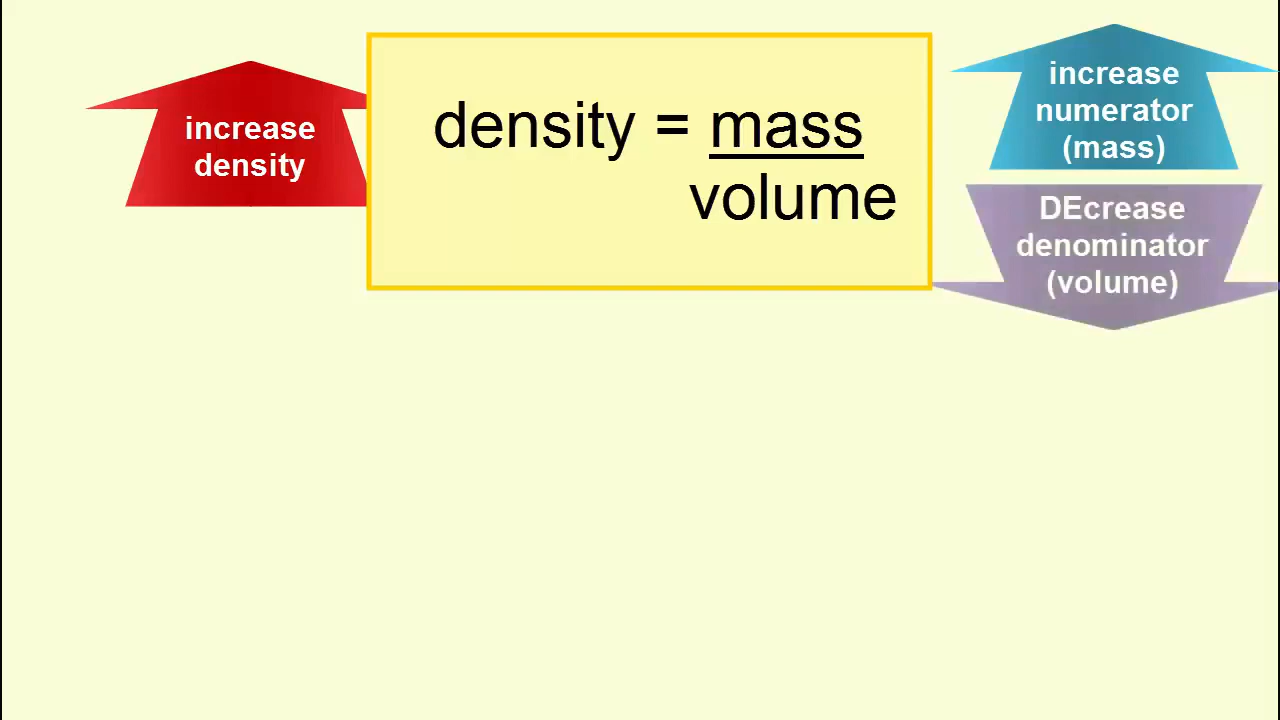 increase
density
density = mass
volume
increase
numerator
(mass)
DEcrease
denominator
(volume)